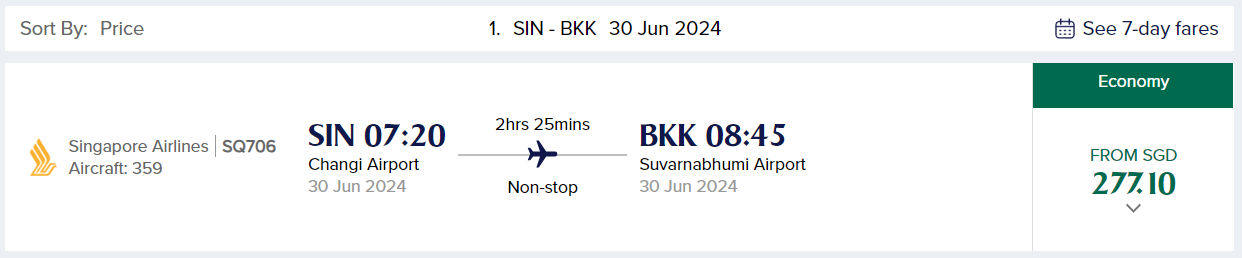 Sort By: Price
1. SIN - BKK 30 Jun 2024
See 7-day fares
Economy
Singapore Airlines SQ706
Aircraft: 359
SIN 07:20
Changi Airport
30 Jun 2024
2hrs 25mins
Non-stop
BKK 08:45
Suvarnabhumi Airport
30 Jun 2024
FROM SGD
277.10